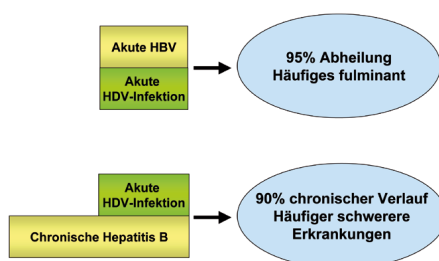 Akute HBV
Akute
HDV-Infektion
95% Abheilung
Häufiges fulminant
Akute
HDV-Infektion
Chronische Hepatitis B
90% chronischer Verlauf
Häufiger schwerere
Erkrankungen